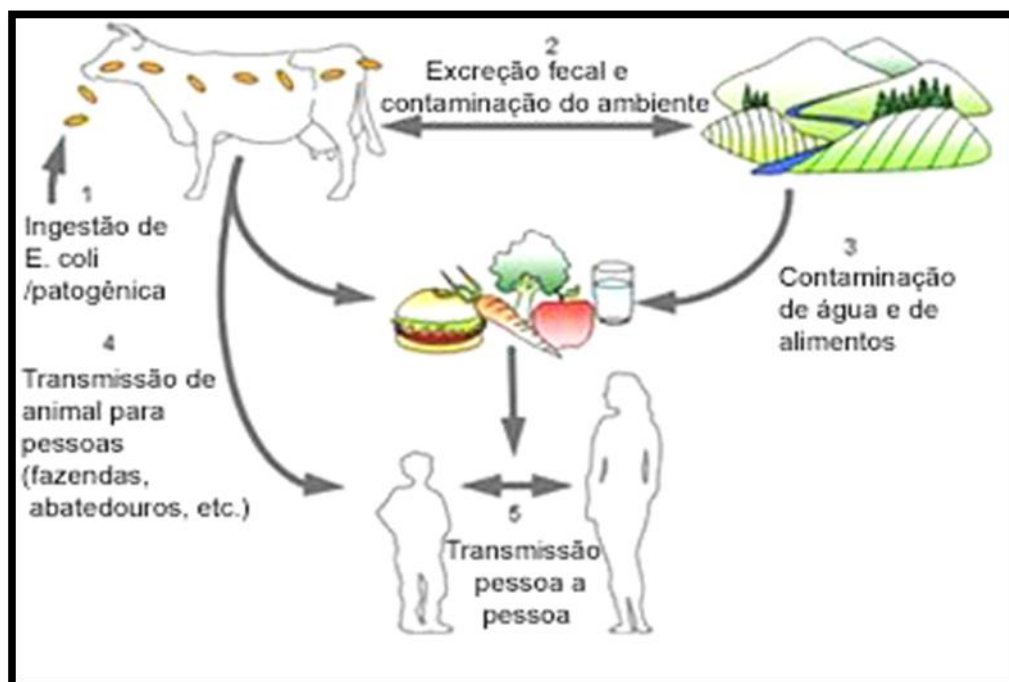 1
Ingestão de
E. coli
/patogênica
2
Excreção fecal e
contaminação do ambiente
3
Contaminação
de água e de
alimentos
4
Transmissão de
animal para
pessoas
(fazendas,
abatedouros, etc.)
5
Transmissão
pessoa a
pessoa